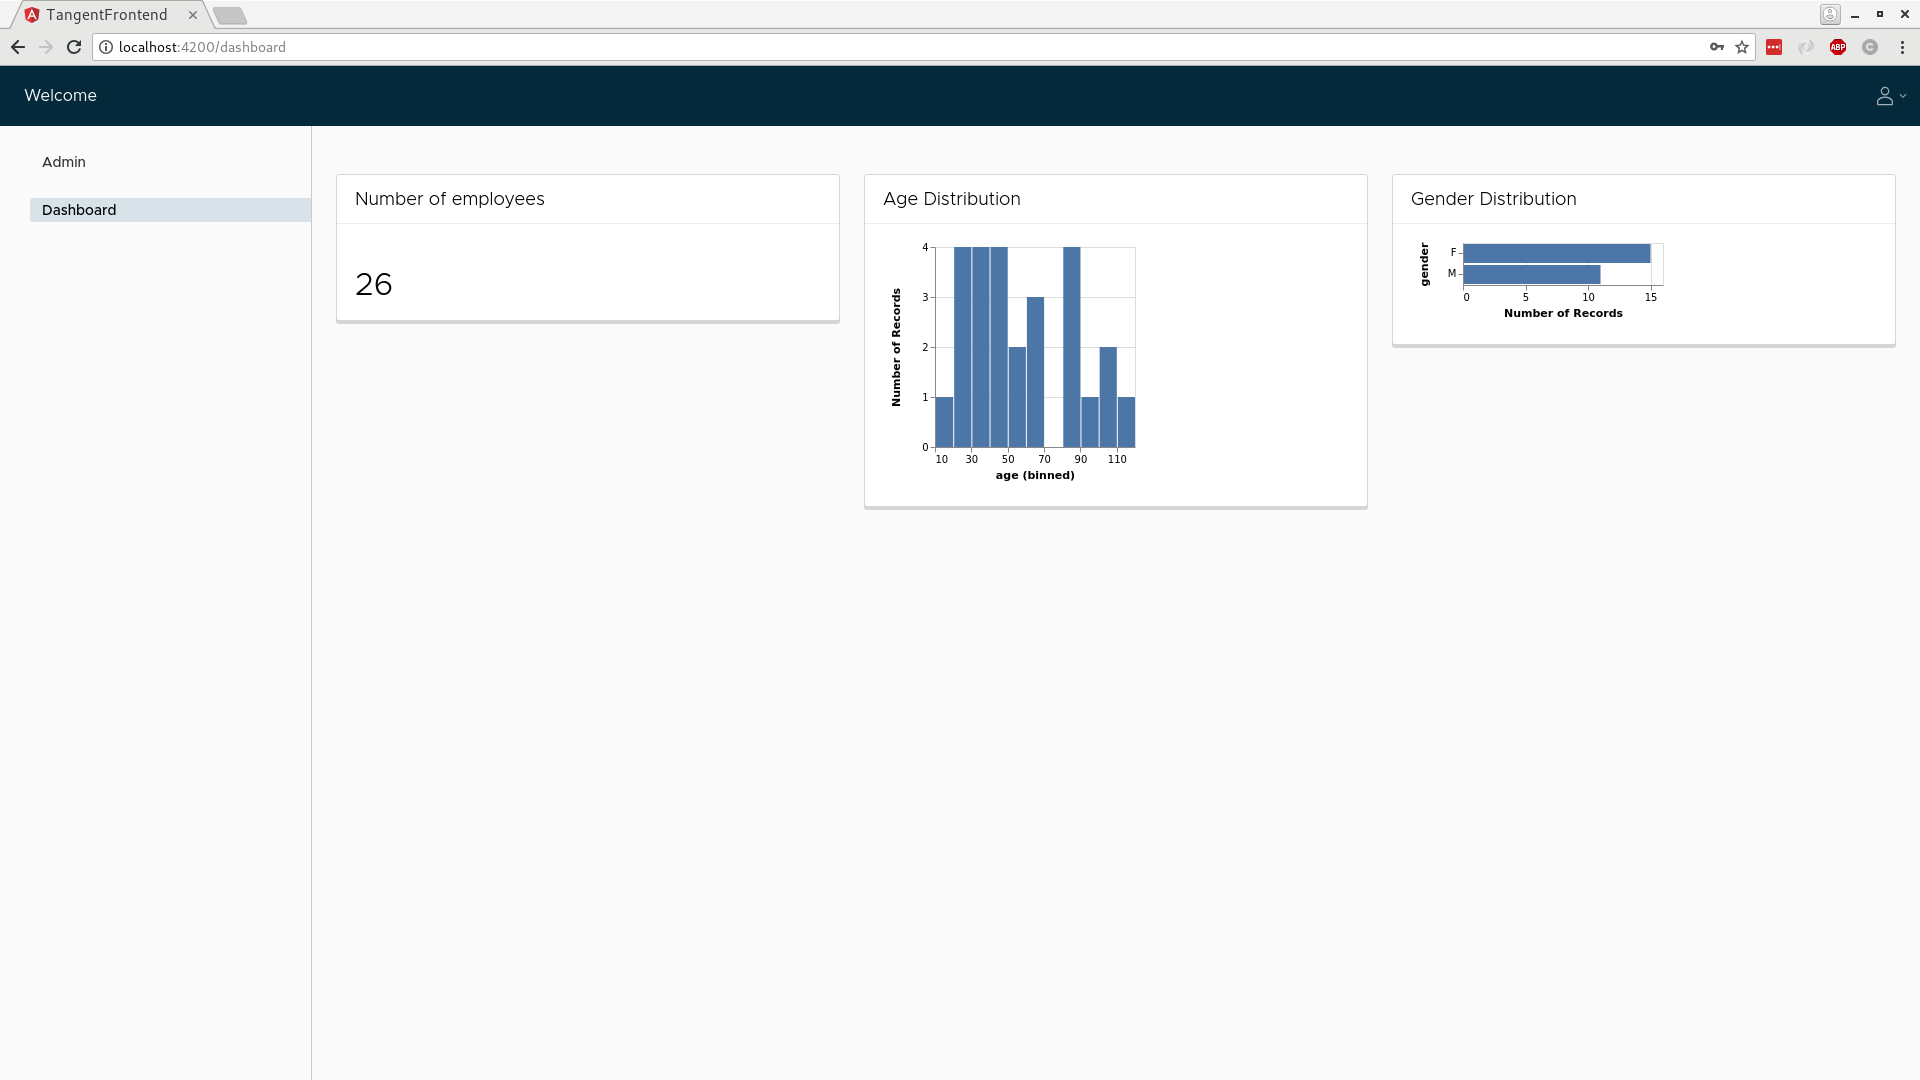 TangentFrontend
localhost:4200/dashboard
ABP
C
Welcome
Admin
Dashboard
Number of employees
26
Age Distribution
4
3
2
1
0
Number of Records
10 30 50 70 90 110
age (binned)
Gender Distribution
gender
F
M
0 5 10 15
Number of Records